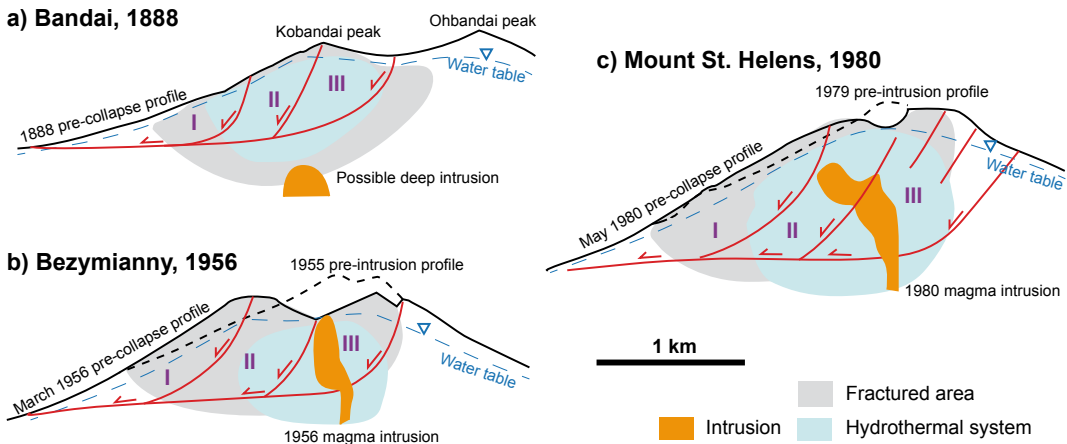 a) Bandai, 1888
Kobandai peak
Ohbandai peak
Water table
1888 pre-collapse profile
I
II
III
Possible deep intrusion
b) Bezymianny, 1956
1955 pre-intrusion profile
March 1956 pre-collapse profile
I
II
III
Water table
1956 magma intrusion
c) Mount St. Helens, 1980
1979 pre-intrusion profile
May 1980 pre-collapse profile
Water table
I
II
III
1980 magma intrusion
1 km
Fractured area
Intrusion
Hydrothermal system